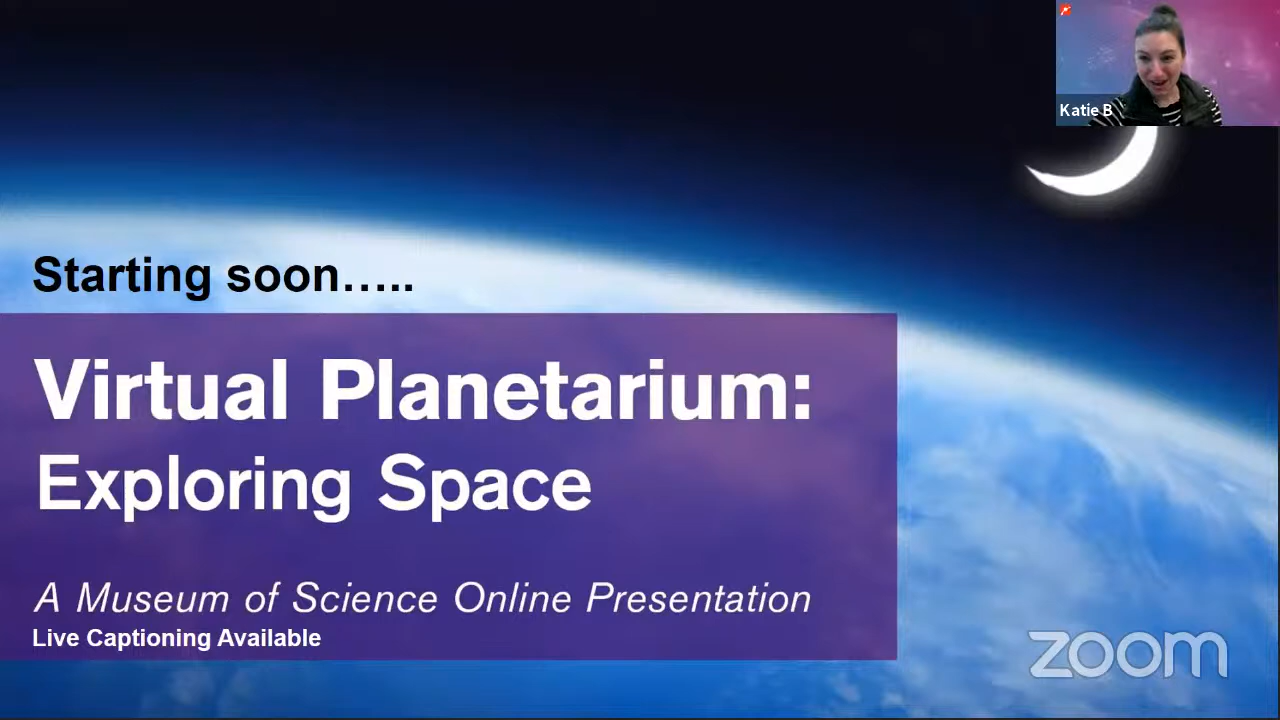 Katie B
Starting soon…..
Virtual Planetarium:
Exploring Space
A Museum of Science Online Presentation
Live Captioning Available
zoom